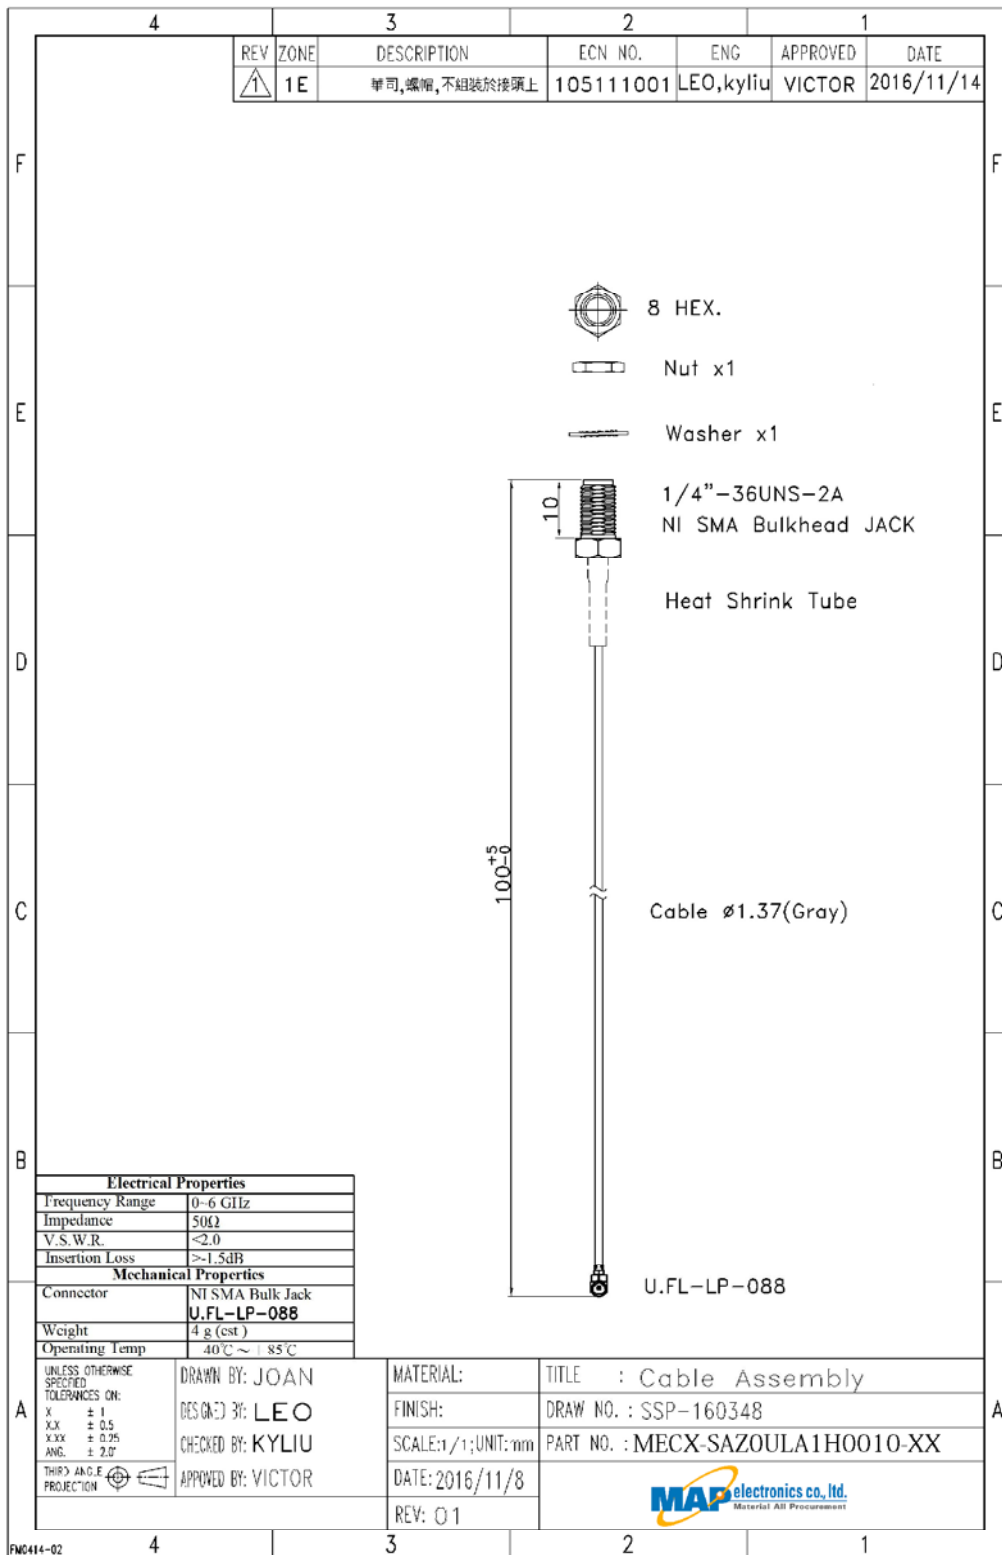 4 3 2 1
REV ZONE DESCRIPTION ECN NO. ENG APPROVED DATE
1 1E 華司,螺帽,不組裝於接頭上 105111001 LEO,kyliu VICTOR 2016/11/14
F F
8 HEX.
Nut x1
E E
Washer x1
1/4"-36UNS-2A
10
NI SMA Bulkhead JACK
Heat Shrink Tube
D D
100+5-0
C C
Cable ø1.37(Gray)
B B
Electrical Properties
Frequency Range 0~6 GHz
Impedance 50Ω
V.S.W.R. <2.0
Insertion Loss >-1.5dB
Mechanical Properties
Connector NI SMA Bulk Jack
U.FL-LP-088
Weight 4 g (est )
Operating Temp 40℃ ~ 85℃
U.FL-LP-088
UNLESS OTHERWISE
SPECIFIED
TOLERANCES ON:
X ± 1
X.X ± 0.5
X.XX ± 0.25
ANG. ± 2.0°
THIRD ANGLE
PROJECTION
DRAWN BY: JOAN
DESIGNED BY: LEO
CHECKED BY: KYLIU
APPOVED BY: VICTOR
MATERIAL:
FINISH:
SCALE:1/1;UNIT:mm
DATE: 2016/11/8
REV: 01
TITLE : Cable Assembly
DRAW NO. : SSP-160348
PART NO. : MECX-SAZ0ULA1H0010-XX
MAP electronics co., ltd.
Material All Procurement
A A
FM0414-02 4 3 2 1